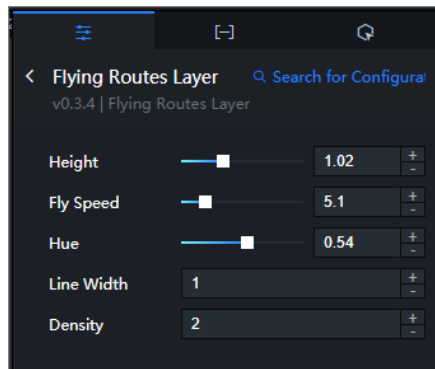 Flying Routes Layer
Search for Configurat
v0.3.4 | Flying Routes Layer
Height 1.02 + -
Fly Speed 5.1 + -
Hue 0.54 + -
Line Width 1 + -
Density 2 + -